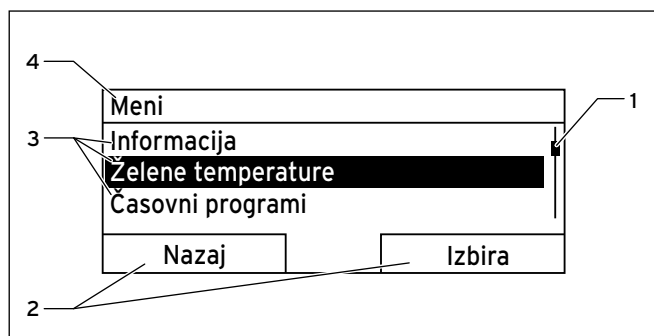 4
Meni
1
3
Informacija
Želene temperature
Časovni programi
Nazaj
Izbira
2